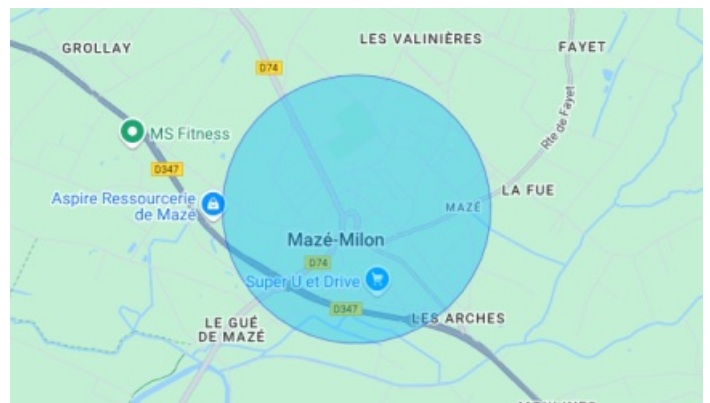 GROLLAY
LES VALINIÈRES
FAYET
D74
Rte de Fayet
MS Fitness
D347
LA FUE
Aspire Ressourcerie
de Mazé
MAZÉ
Mazé-Milon
D74
Super U et Drive
D347
LES ARCHES
LE GUÉ
DE MAZÉ